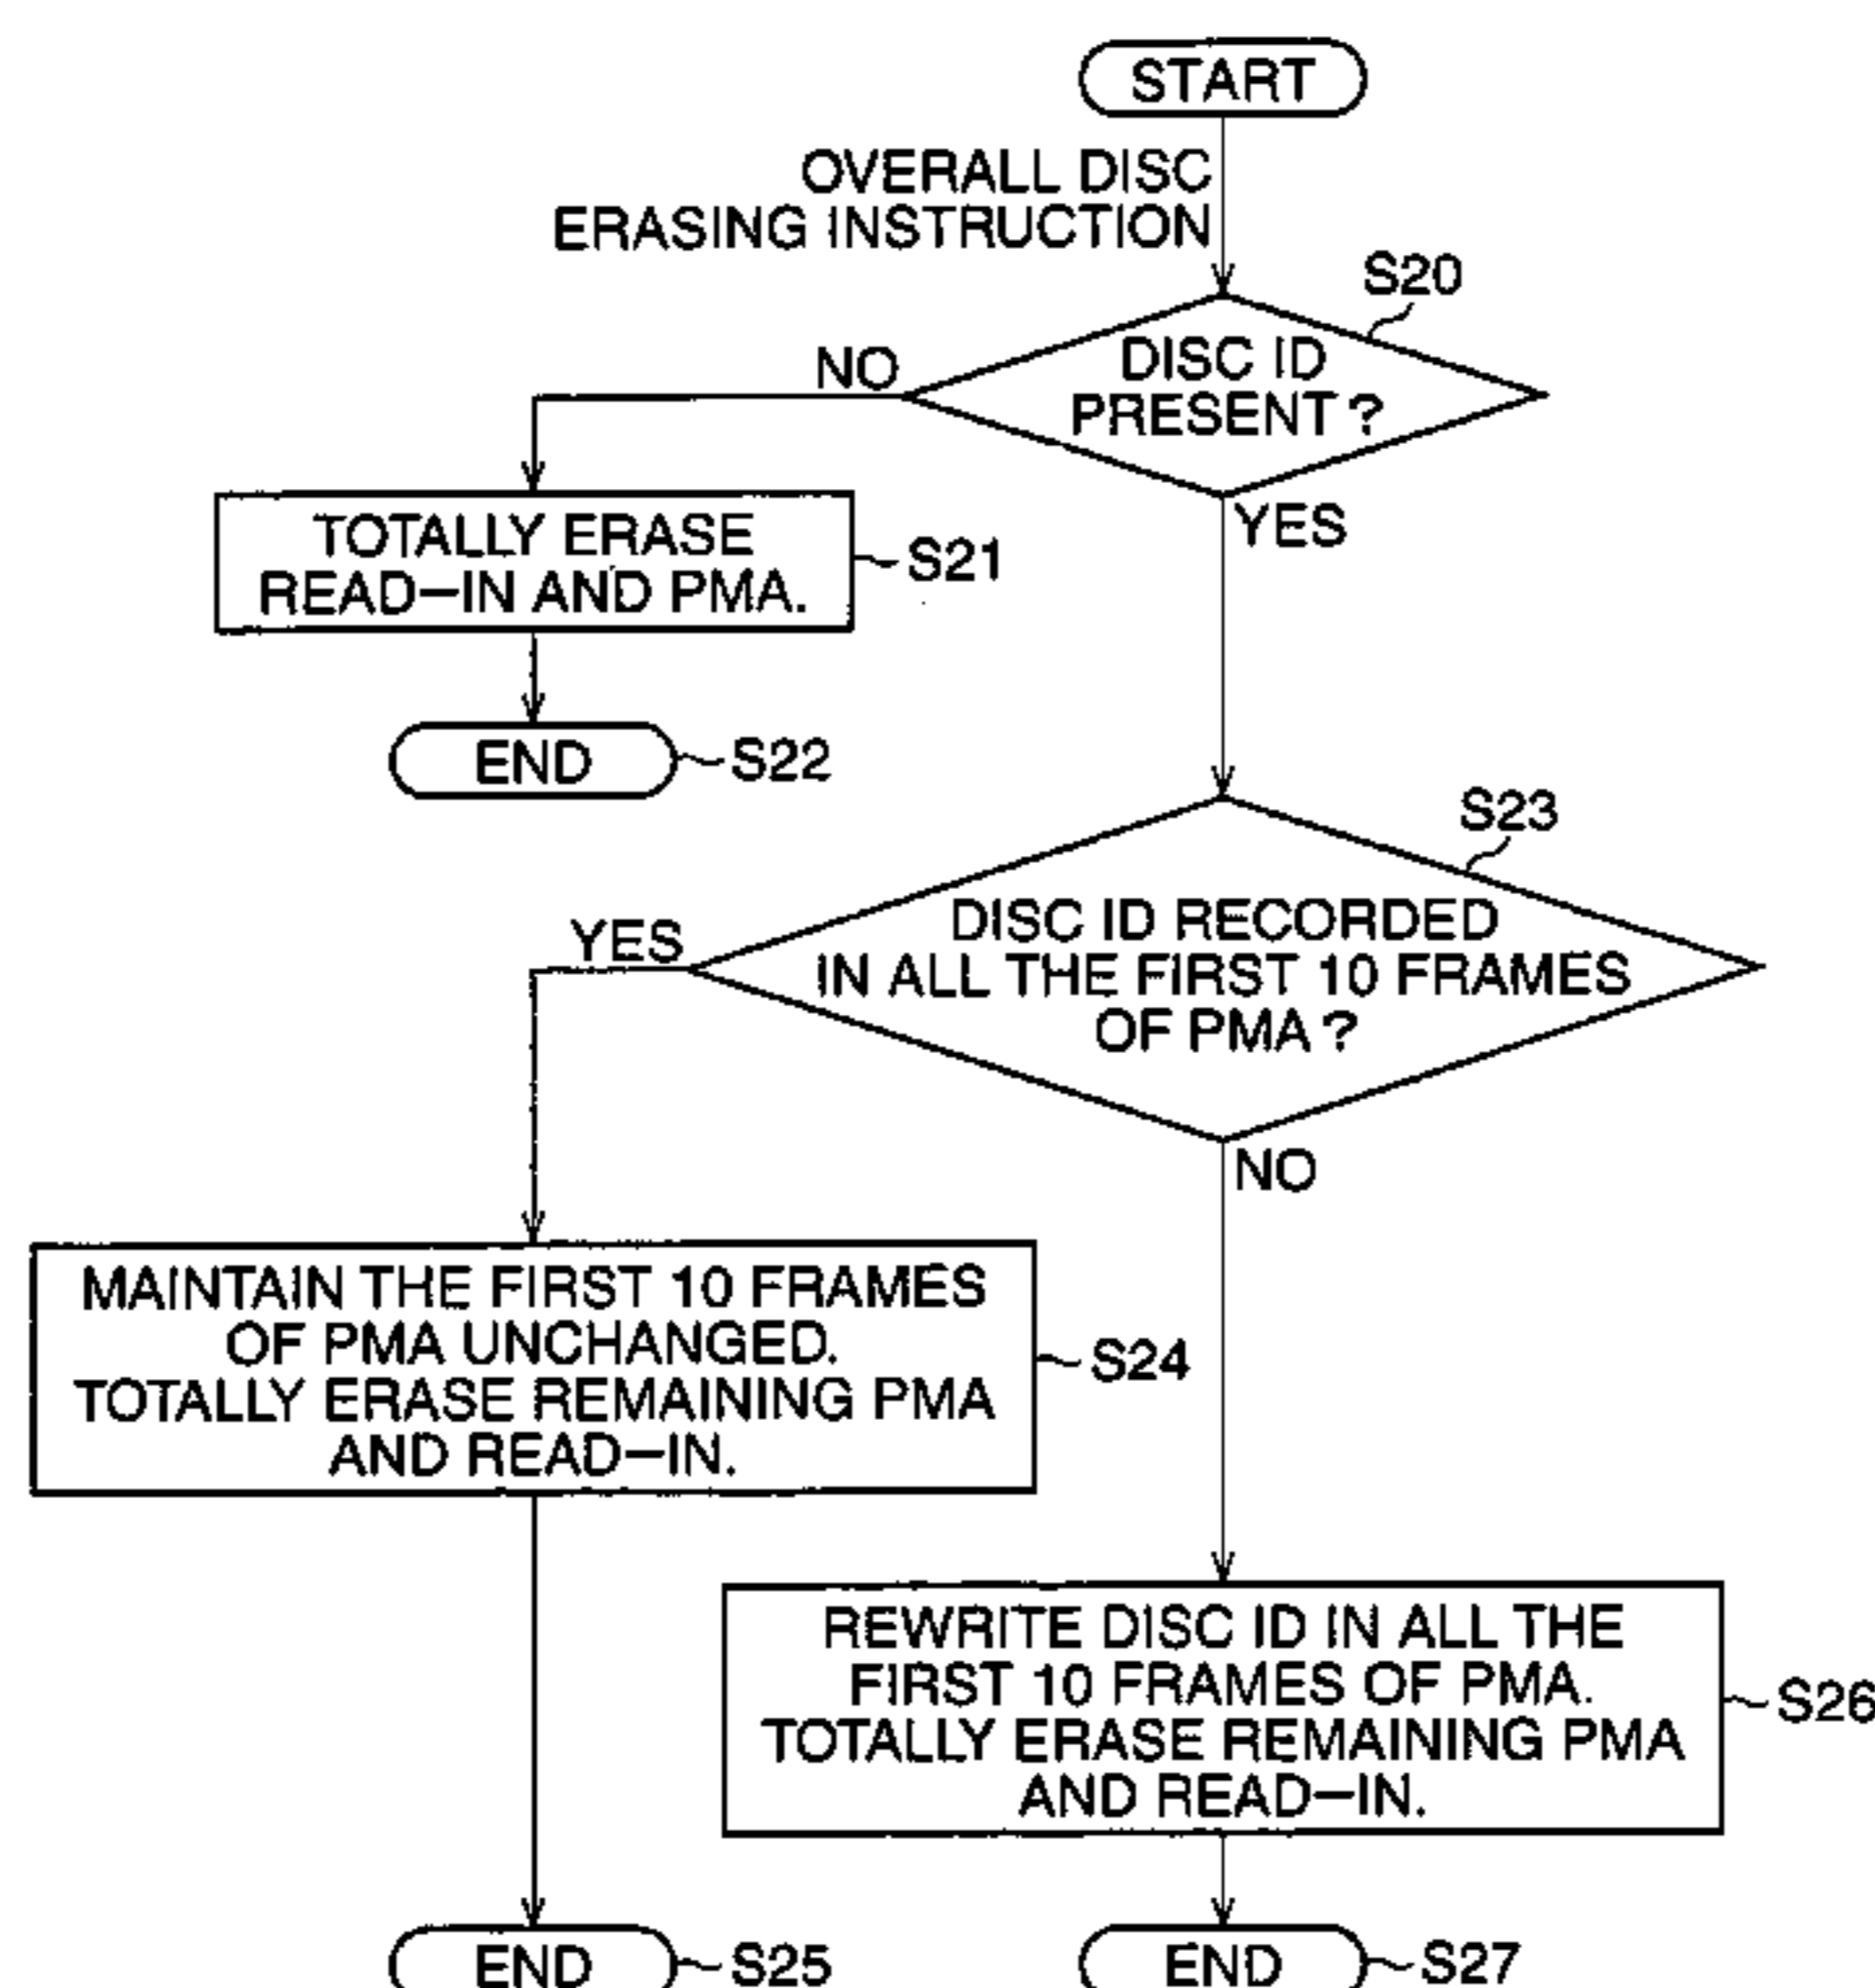 START
OVERALL DISC
ERASING INSTRUCTION
S20
DISC ID
PRESENT?
NO
YES
TOTALLY ERASE
READ-IN AND PMA.
S21
END
S22
S23
DISC ID RECORDED
IN ALL THE FIRST 10 FRAMES
OF PMA?
YES
NO
MAINTAIN THE FIRST 10 FRAMES
OF PMA UNCHANGED.
TOTALLY ERASE REMAINING PMA
AND READ-IN.
S24
REWRITE DISC ID IN ALL THE
FIRST 10 FRAMES OF PMA.
TOTALLY ERASE REMAINING PMA
AND READ-IN.
S26
END
S25
END
S27